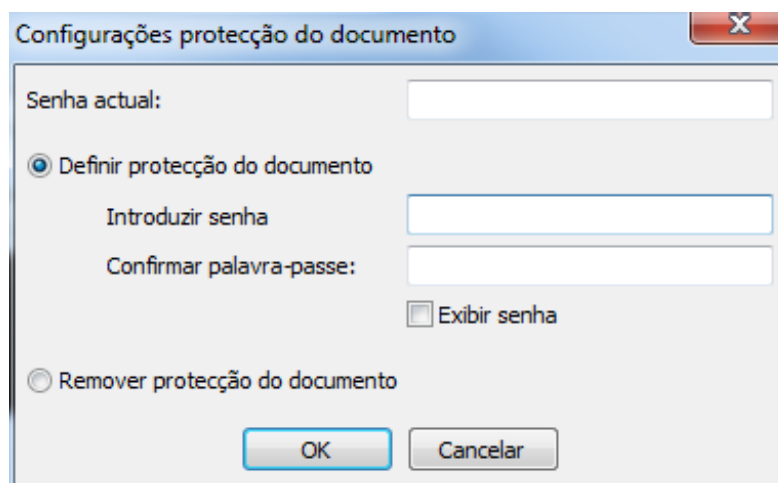 Configurações protecção do documento
Senha actual:
Definir protecção do documento
Introduzir senha
Confirmar palavra-passe:
Exibir senha
Remover protecção do documento
OK Cancelar